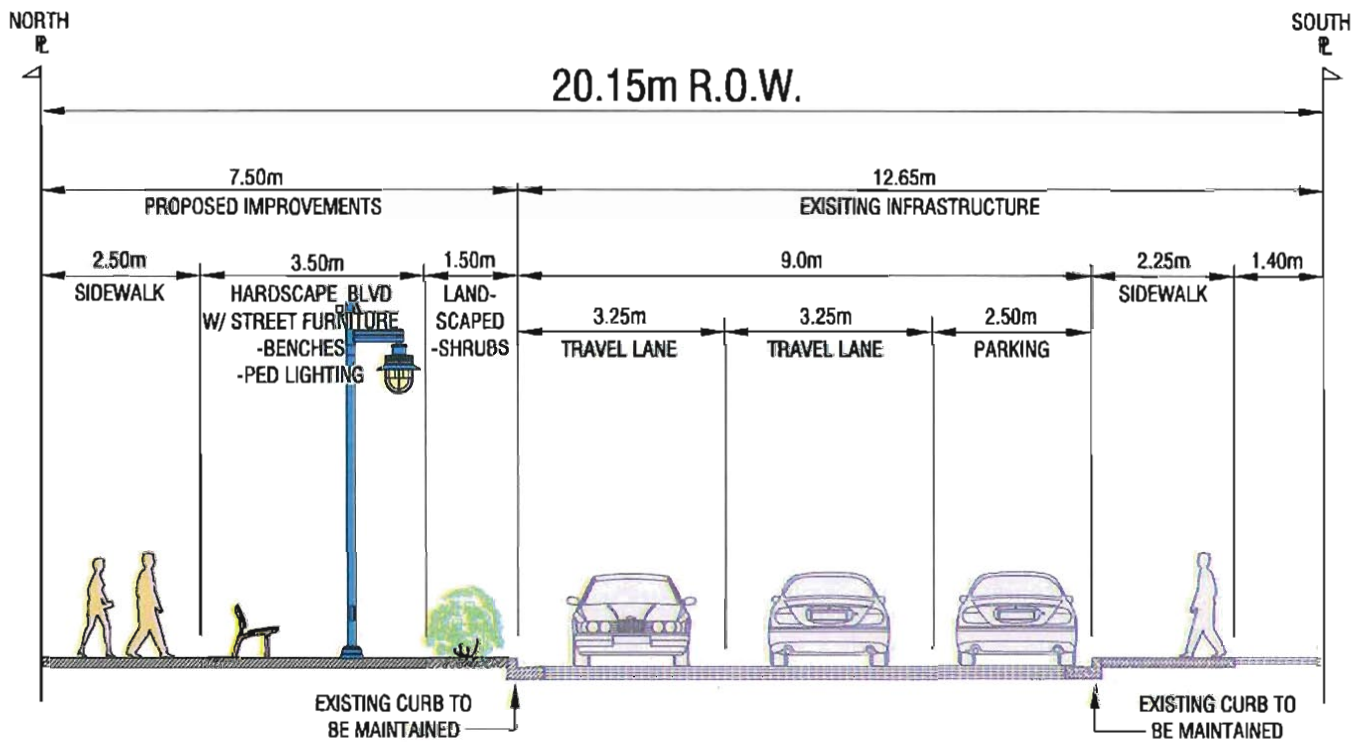 NORTH
PL
SOUTH
PL
20.15m R.O.W.
7.50m
PROPOSED IMPROVEMENTS
12.65m
EXISITING INFRASTRUCTURE
2.50m
SIDEWALK
3.50m
HARDSCAPE BLVD
W/ STREET FURNITURE
-BENCHES
-PED LIGHTING
1.50m
LAND-
SCAPED
-SHRUBS
9.0m
3.25m
TRAVEL LANE
3.25m
TRAVEL LANE
2.50m
PARKING
2.25m
SIDEWALK
1.40m
EXISTING CURB TO
BE MAINTAINED
EXISTING CURB TO
BE MAINTAINED